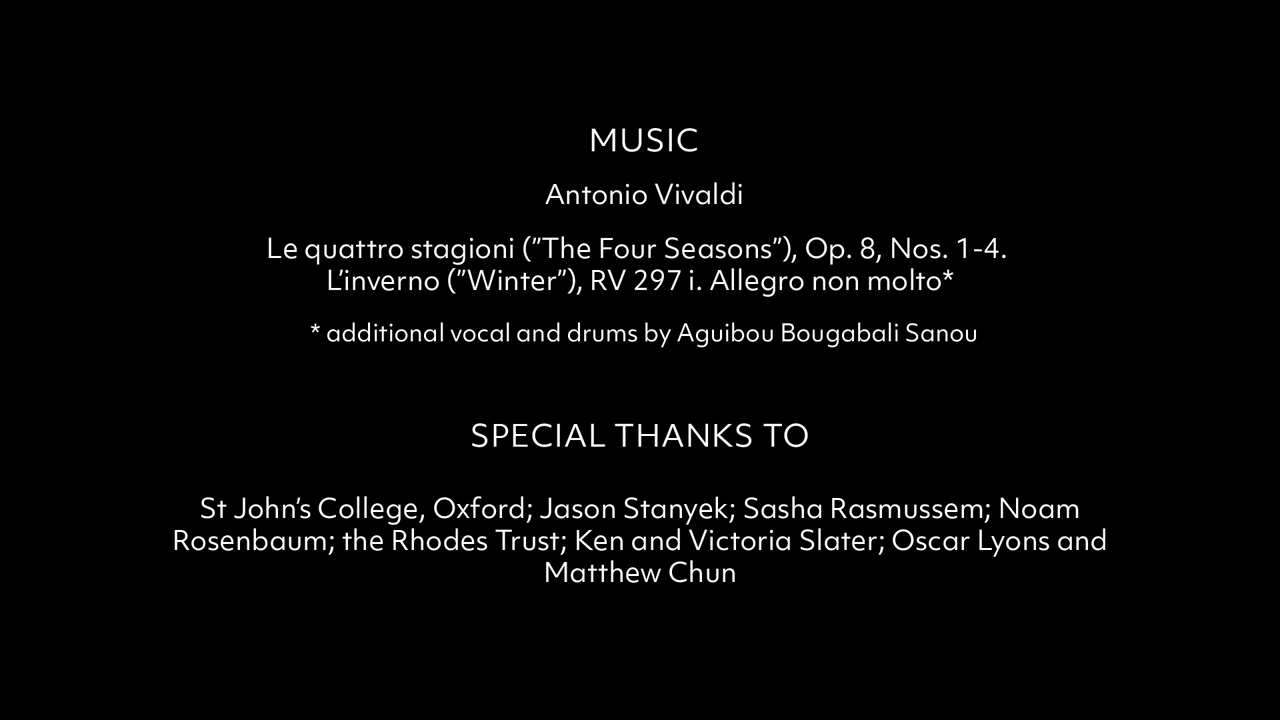 MUSIC
Antonio Vivaldi
Le quattro stagioni ("The Four Seasons"), Op. 8, Nos. 1-4.
L'inverno ("Winter"), RV 297 i. Allegro non molto*
* additional vocal and drums by Aguibou Bougabali Sanou
SPECIAL THANKS TO
St John's College, Oxford; Jason Stanyek; Sasha Rasmussem; Noam
Rosenbaum; the Rhodes Trust; Ken and Victoria Slater; Oscar Lyons and
Matthew Chun